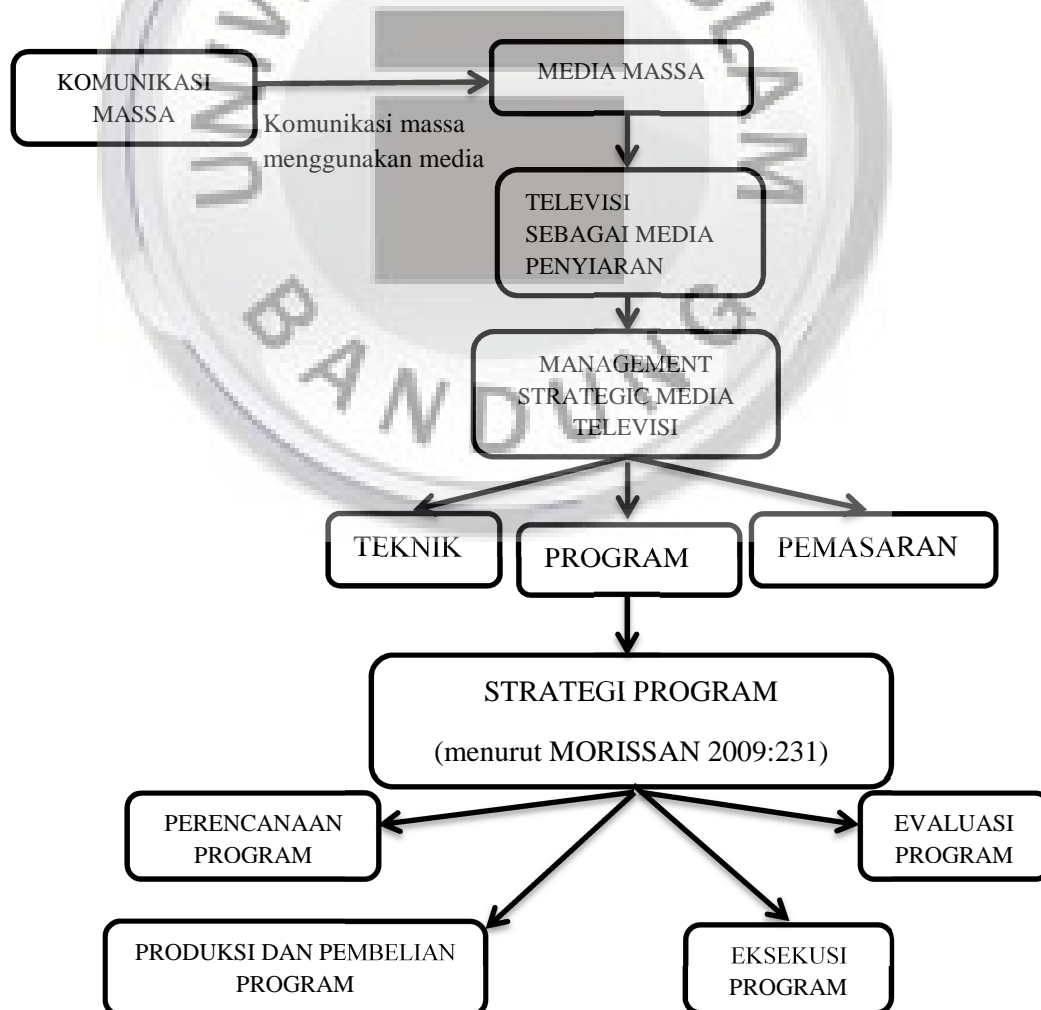 KOMUNIKASI
MASSA
Komunikasi massa
menggunakan media
MEDIA MASSA
TELEVISI
SEBAGAI MEDIA
PENYIARAN
MANAGEMENT
STRATEGIC MEDIA
TELEVISI
TEKNIK
PROGRAM
PEMASARAN
STRATEGI PROGRAM
(menurut MORISSAN 2009:231)
PERENCANAAN
PROGRAM
EVALUASI
PROGRAM
PRODUKSI DAN PEMBELIAN
PROGRAM
EKSEKUSI
PROGRAM
BANDUNG